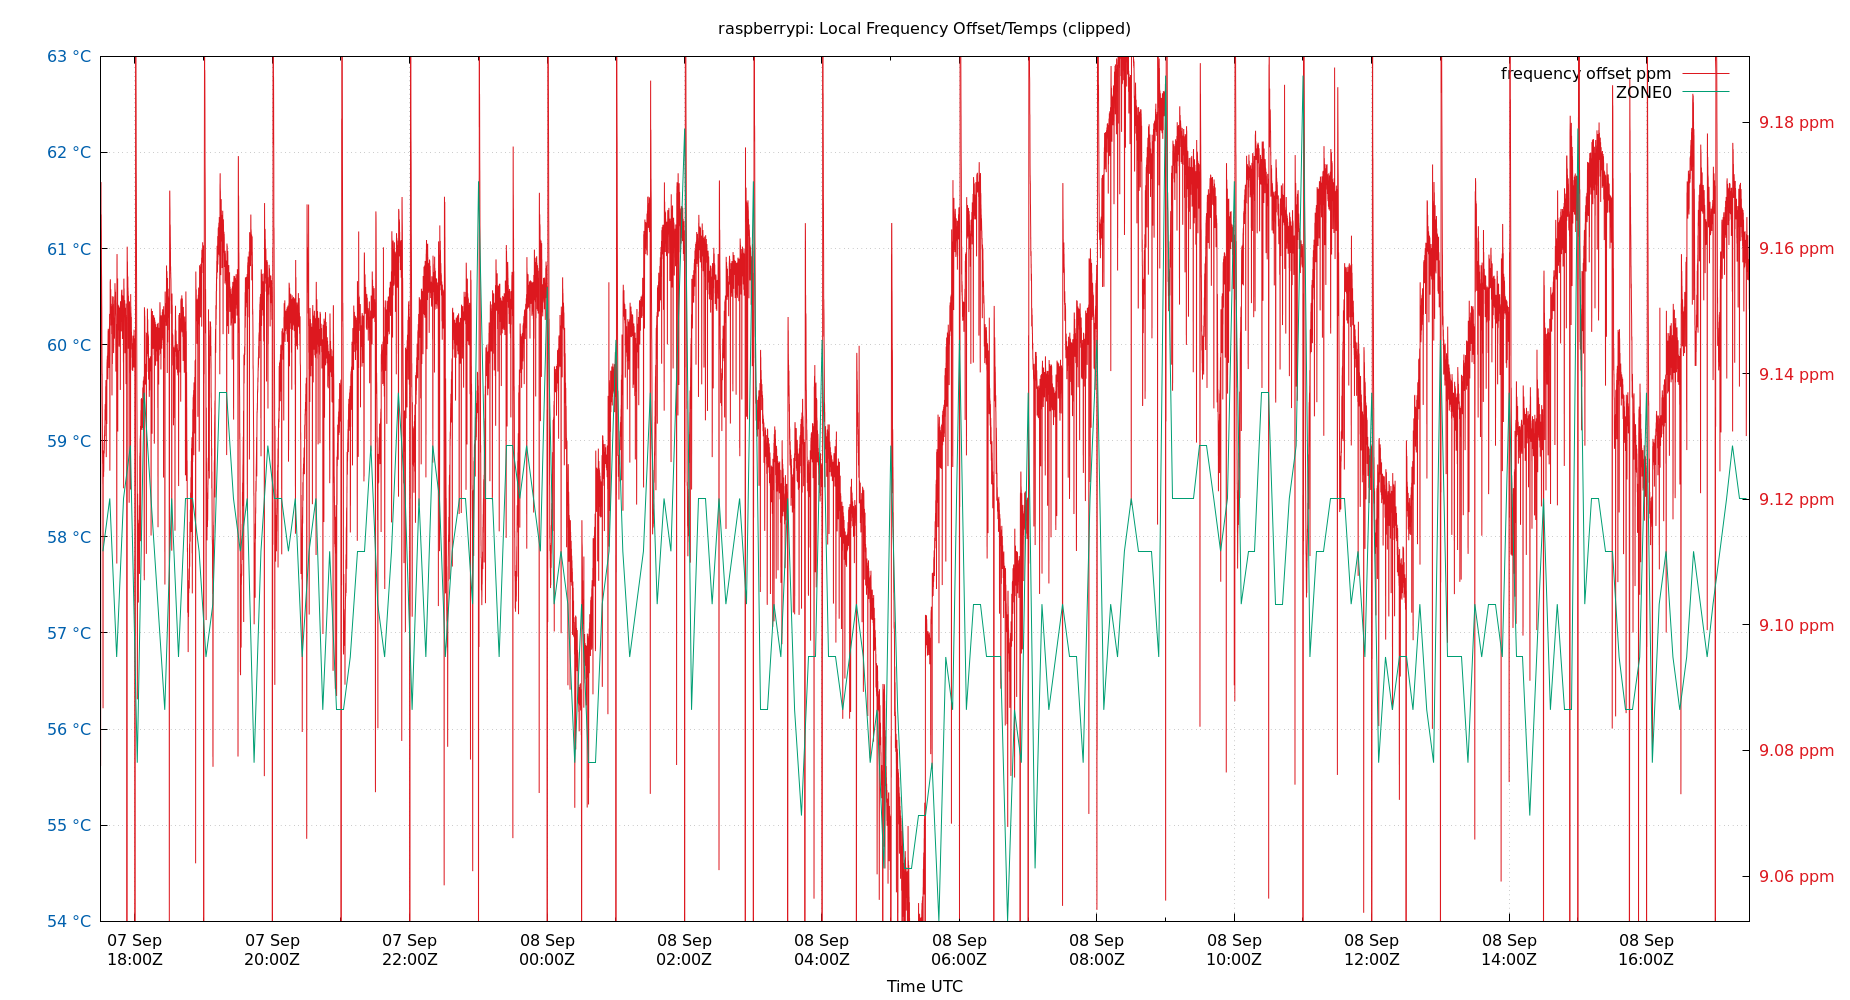 raspberrypi: Local Frequency Offset/Temps (clipped)
63 °C
62 °C
61 °C
60 °C
59 °C
58 °C
57 °C
56 °C
55 °C
54 °C
frequency offset ppm
ZONE0
9.18 ppm
9.16 ppm
9.14 ppm
9.12 ppm
9.10 ppm
9.08 ppm
9.06 ppm
07 Sep 07 Sep 07 Sep 08 Sep 08 Sep 08 Sep 08 Sep 08 Sep 08 Sep 08 Sep 08 Sep 08 Sep
18:00Z 20:00Z 22:00Z 00:00Z 02:00Z 04:00Z 06:00Z 08:00Z 10:00Z 12:00Z 14:00Z 16:00Z
Time UTC